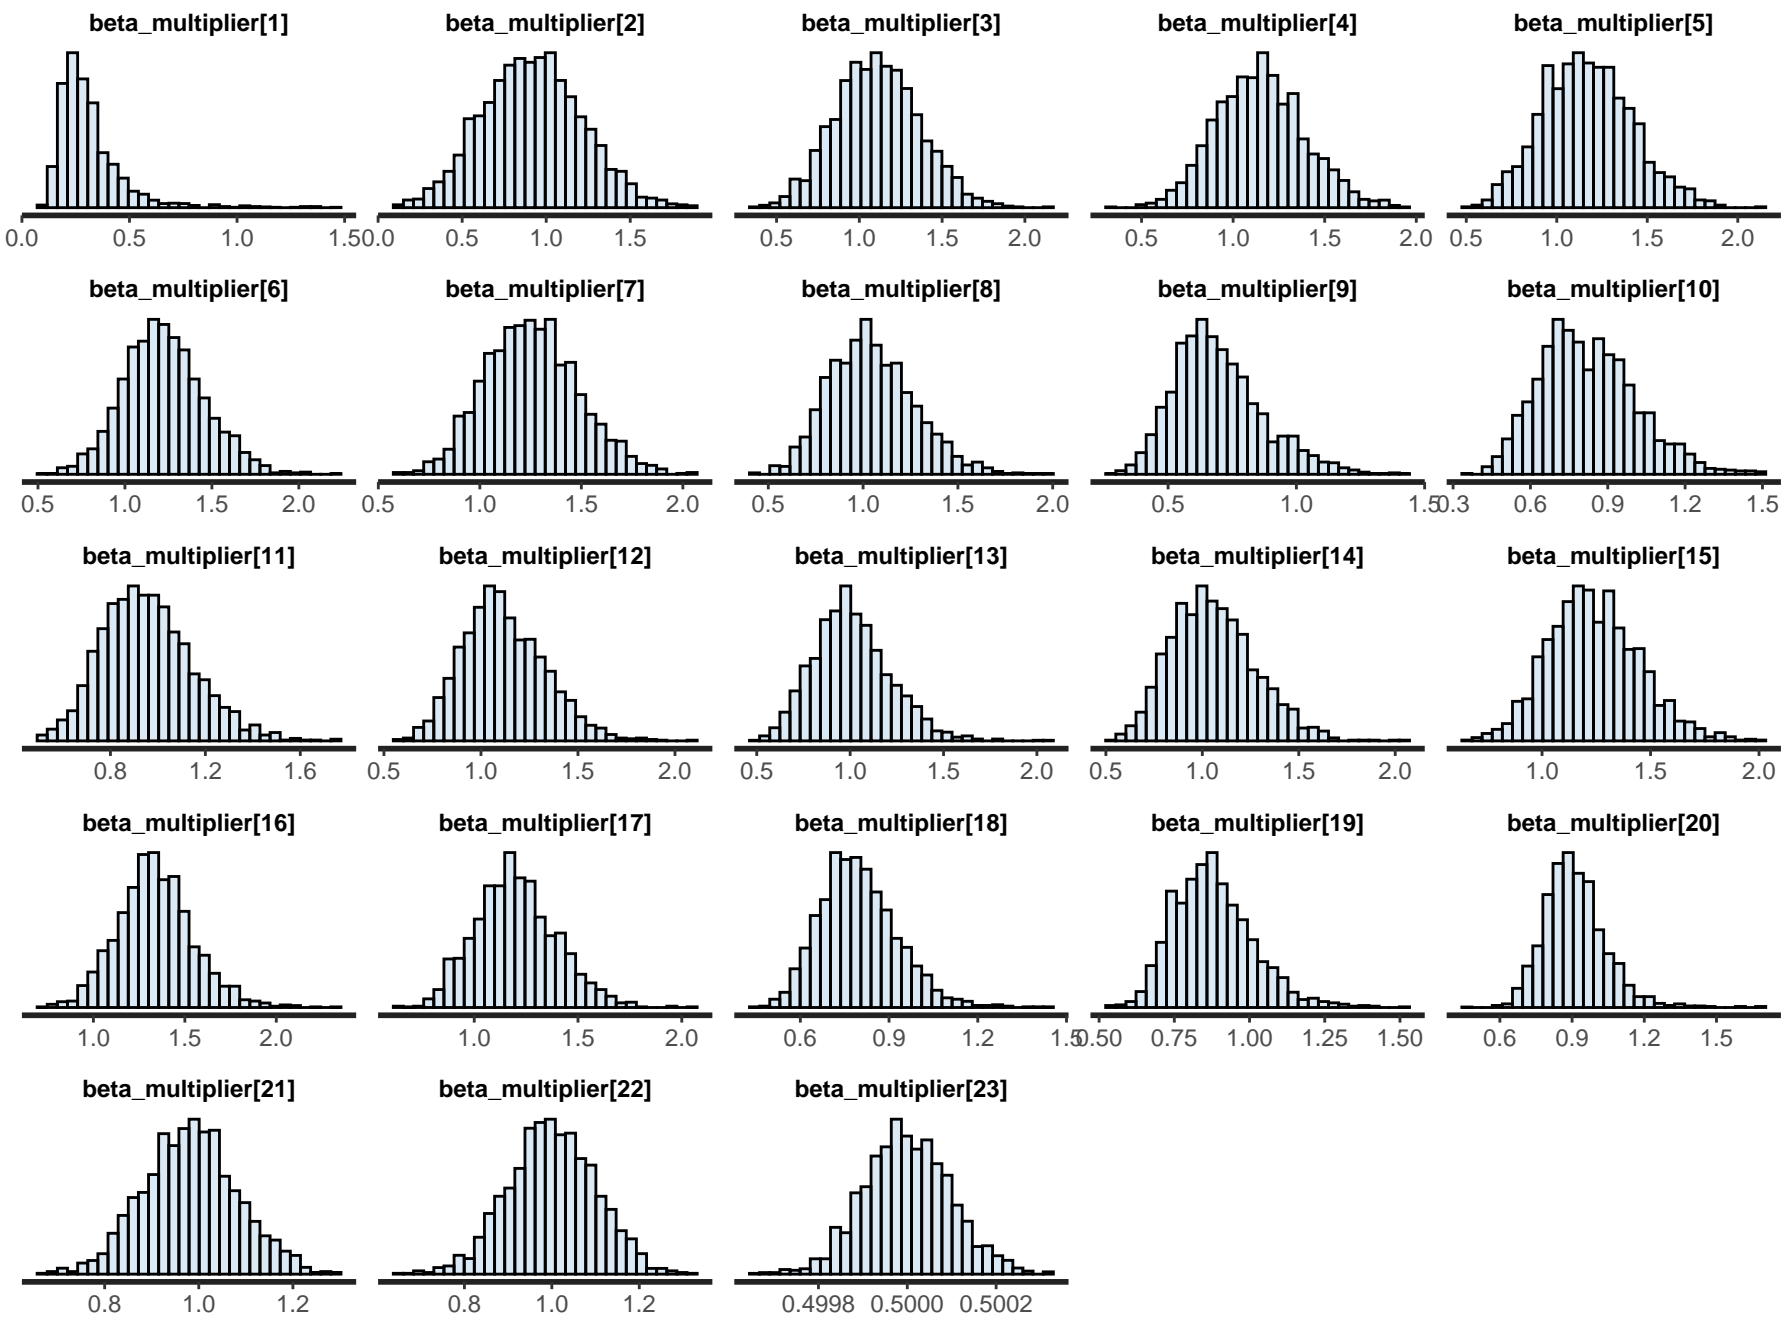 beta_multiplier[1] beta_multiplier[2] beta_multiplier[3] beta_multiplier[4] beta_multiplier[5]
0.0 0.5 1.0 1.50.0 0.5 1.0 1.5 0.5 1.0 1.5 2.0 0.5 1.0 1.5 2.0 0.5 1.0 1.5 2.0
beta_multiplier[6] beta_multiplier[7] beta_multiplier[8] beta_multiplier[9] beta_multiplier[10]
0.5 1.0 1.5 2.0 0.5 1.0 1.5 2.0 0.5 1.0 1.5 2.0 0.5 1.0 1.50.3 0.6 0.9 1.2 1.5
beta_multiplier[11] beta_multiplier[12] beta_multiplier[13] beta_multiplier[14] beta_multiplier[15]
0.8 1.2 1.6 0.5 1.0 1.5 2.0 0.5 1.0 1.5 2.0 0.5 1.0 1.5 2.0 1.0 1.5 2.0
beta_multiplier[16] beta_multiplier[17] beta_multiplier[18] beta_multiplier[19] beta_multiplier[20]
1.0 1.5 2.0 1.0 1.5 2.0 0.6 0.9 1.2 1.50.50 0.75 1.00 1.25 1.50 0.6 0.9 1.2 1.5
beta_multiplier[21] beta_multiplier[22] beta_multiplier[23]
0.8 1.0 1.2 0.8 1.0 1.2 0.4998 0.5000 0.5002